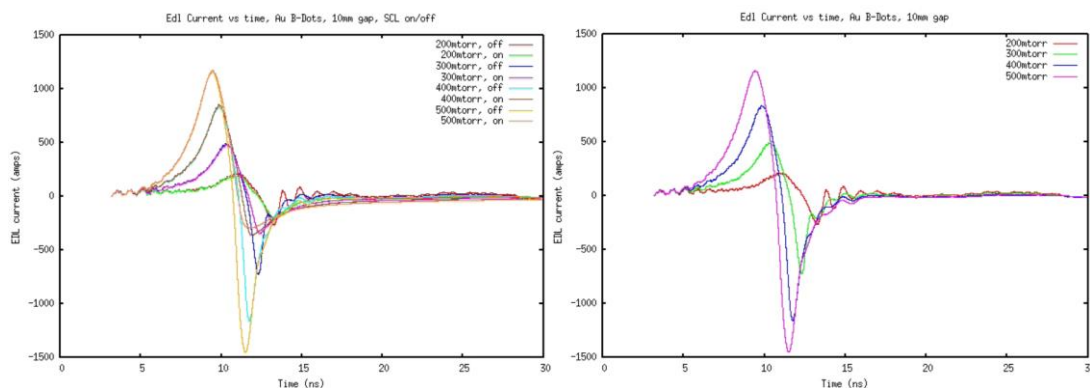 Edl Current vs time, Au B-Dots, 10mm gap, SCL on/off
1500
1000
500
0
-500
-1000
-1500
EDL current (amps)
200mtorr, off
200mtorr, on
300mtorr, off
300mtorr, on
400mtorr, off
400mtorr, on
500mtorr, off
500mtorr, on
0 5 10 15 20 25 30
Time (ns)
Edl Current vs time, Au B-Dots, 10mm gap
1500
1000
500
0
-500
-1000
-1500
EDL current (amps)
200mtorr
300mtorr
400mtorr
500mtorr
0 5 10 15 20 25 3
Time (ns)